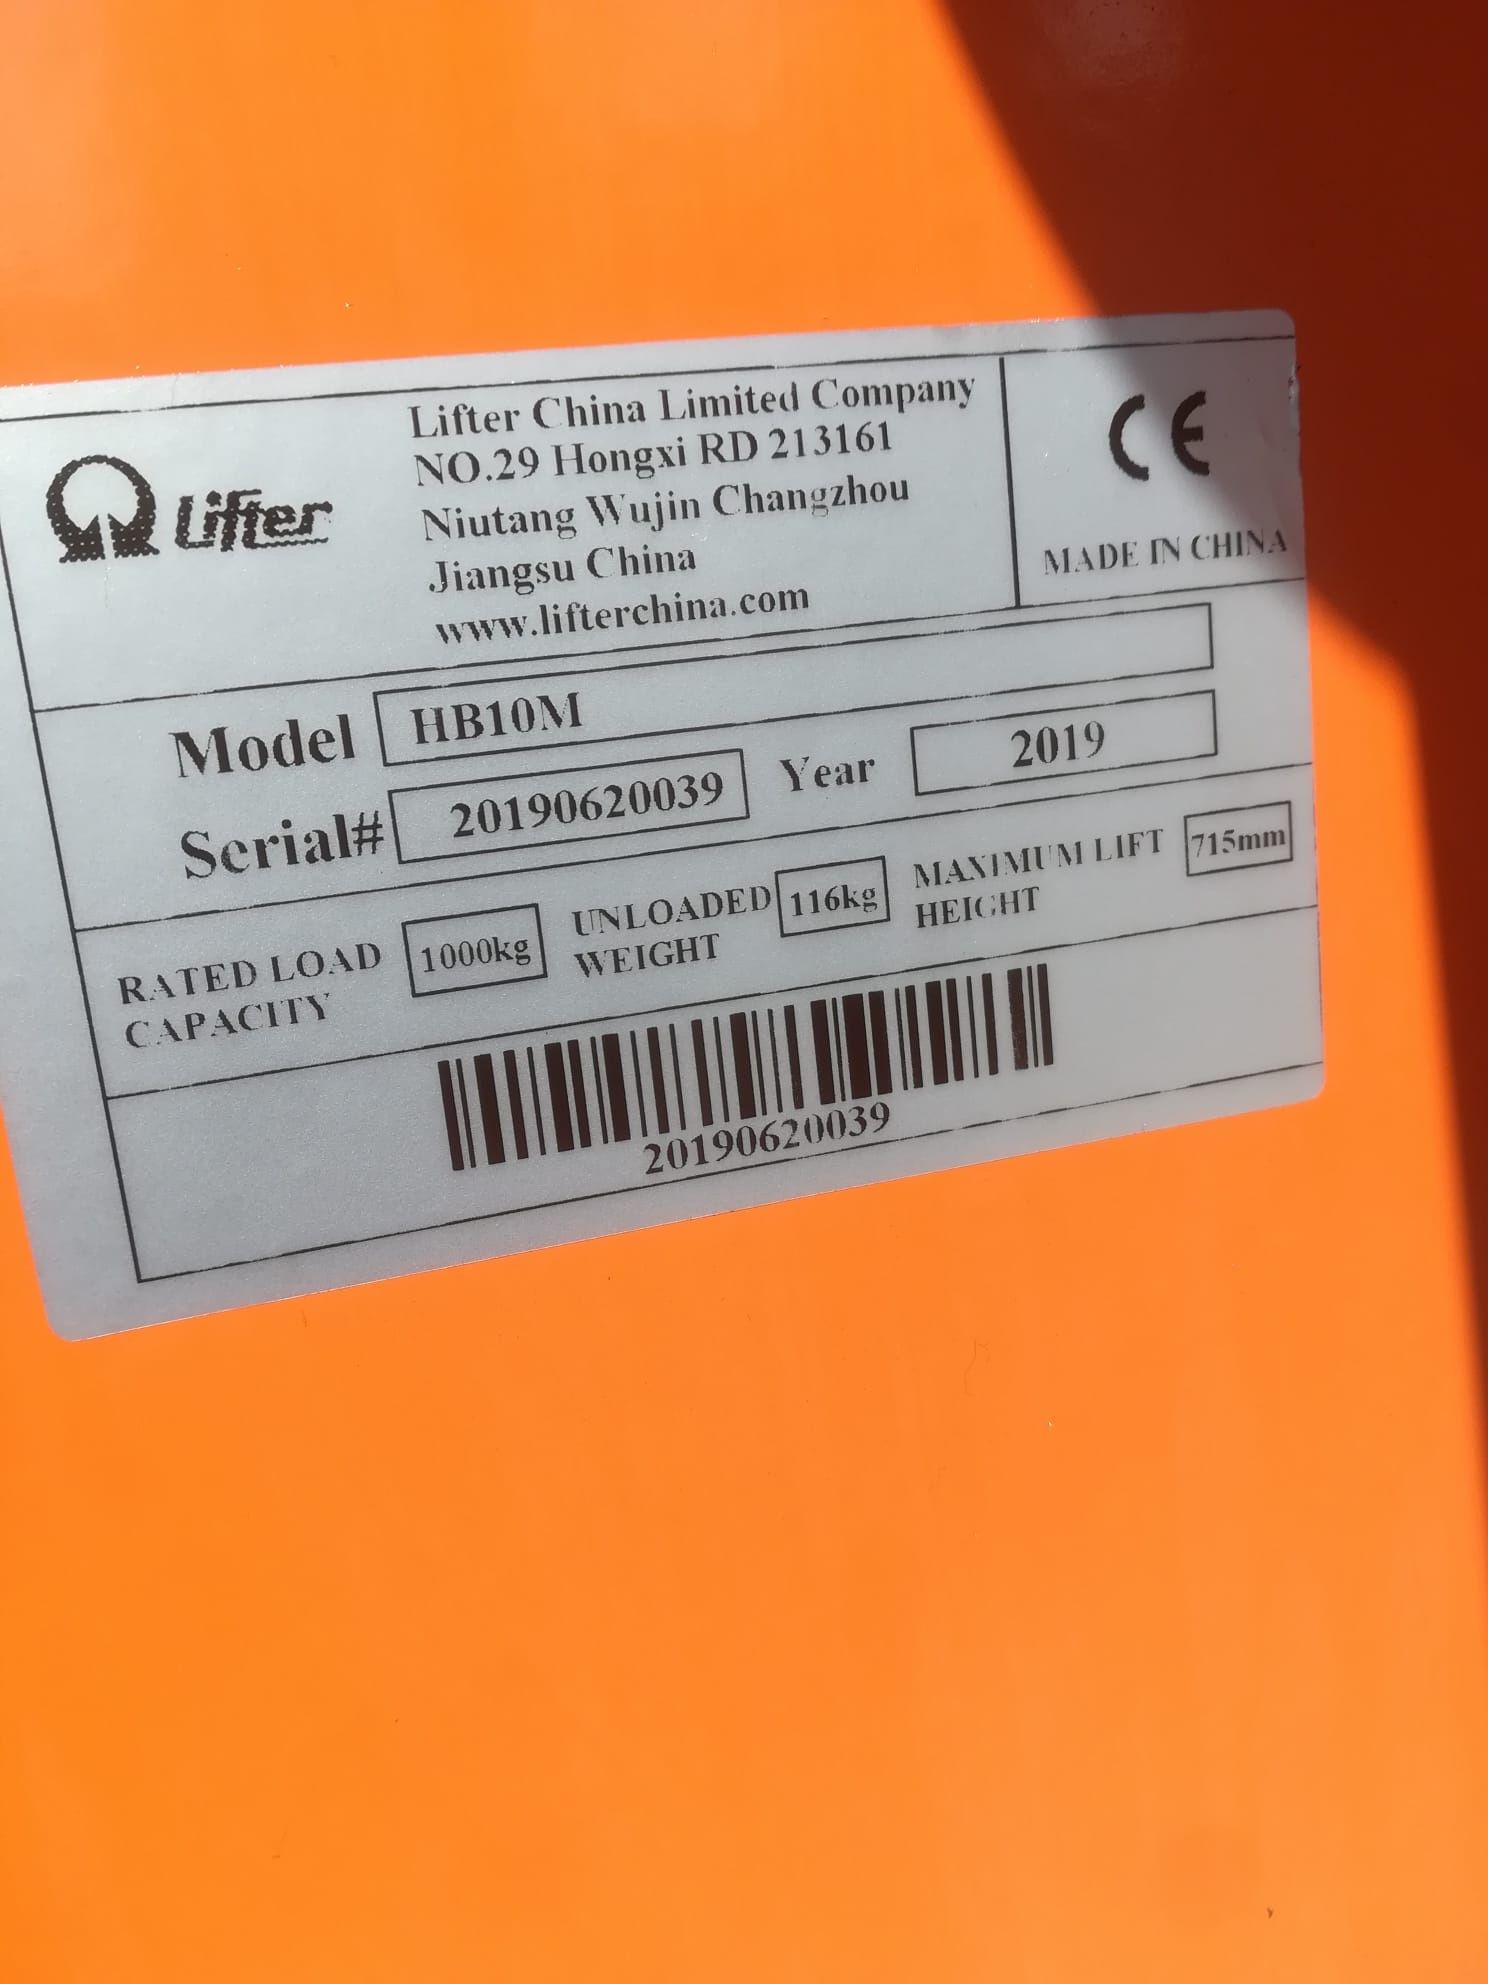 Lifter
Lifter China Limited Company
NO.29 Hongxi RD 213161
Niutang Wujin Changzhou
Jiangsu China
www.lifterchina.com
CE
MADE IN CHINA
Model HB10M
Serial# 20190620039 Year 2019
RATED LOAD CAPACITY 1000kg
UNLOADED WEIGHT 116kg
MAXIMUM LIFT HEIGHT 715mm
20190620039